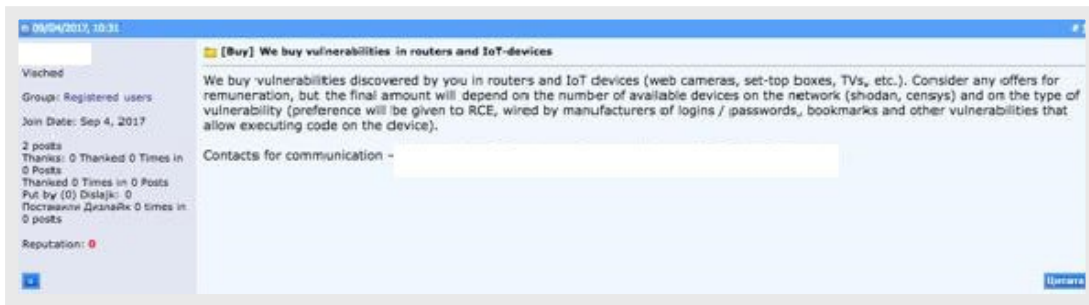 09/04/2017, 10:31
[Buy] We buy vulnerabilities in routers and IoT-devices
Visched
Group: Registered users
Join Date: Sep 4, 2017
2 posts
Thanks: 0 Thanked 0 Times in
0 Posts
Thanked 0 Times in 0 Posts
Put by (0) Dislajk: 0
Поставили Дизлайк 0 times in
0 posts
Reputation: 0
We buy vulnerabilities discovered by you in routers and IoT devices (web cameras, set-top boxes, TVs, etc.). Consider any offers for
remuneration, but the final amount will depend on the number of available devices on the network (shodan, censys) and on the type of
vulnerability (preference will be given to RCE, wired by manufacturers of logins / passwords, bookmarks and other vulnerabilities that
allow executing code on the device).
Contacts for communication –
Цитата